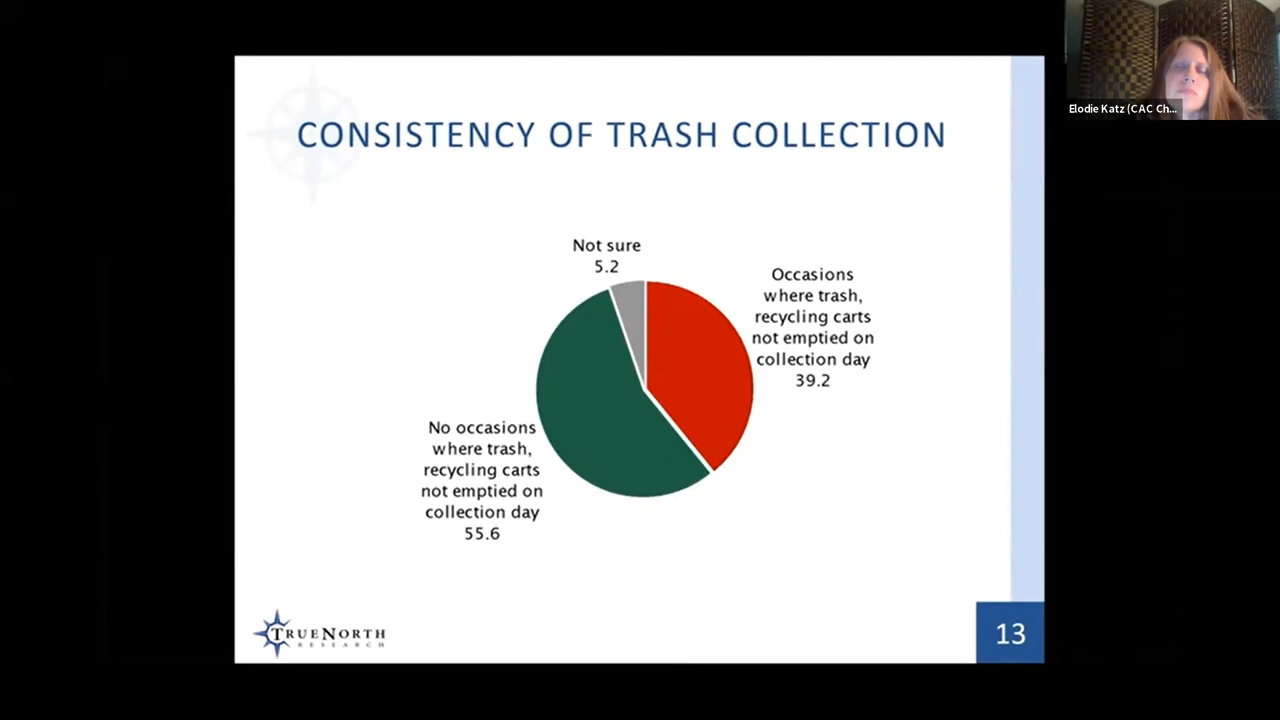 Elodie Katz (CAC Ch...
CONSISTENCY OF TRASH COLLECTION
Not sure
5.2
Occasions
where trash,
recycling carts
not emptied on
collection day
39.2
No occasions
where trash,
recycling carts
not emptied on
collection day
55.6
TRUENORTH
RESEARCH
13